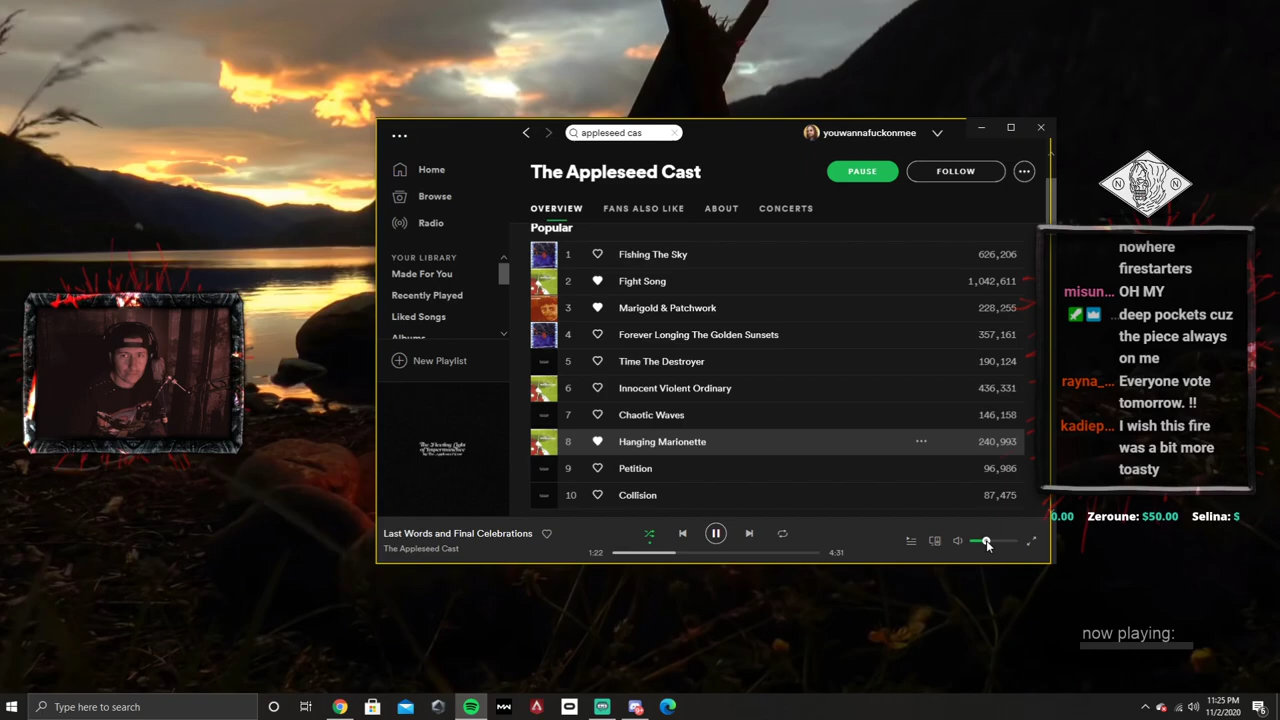 appleseed cas
youwannafuckonmee
The Appleseed Cast
PAUSE
FOLLOW
OVERVIEW
FANS ALSO LIKE
ABOUT
CONCERTS
Home
Browse
Radio
YOUR LIBRARY
Made For You
Recently Played
Liked Songs
Albums
New Playlist
Popular
1 Fishing The Sky 626,206
2 Fight Song 1,042,611
3 Marigold & Patchwork 228,255
4 Forever Longing The Golden Sunsets 357,161
5 Time The Destroyer 190,124
6 Innocent Violent Ordinary 436,331
7 Chaotic Waves 146,158
8 Hanging Marionette 240,993
9 Petition 96,986
10 Collision 87,475
Last Words and Final Celebrations
The Appleseed Cast
1:22
4:31
N N
nowhere
firestarters
misun... OH MY
... deep pockets cuz
the piece always
on me
rayna_... Everyone vote
tomorrow. !!
kadiep... I wish this fire
was a bit more
toasty
0.00 Zeroune: $50.00 Selina: $
now playing:
Type here to search
11:25 PM
11/2/2020
6